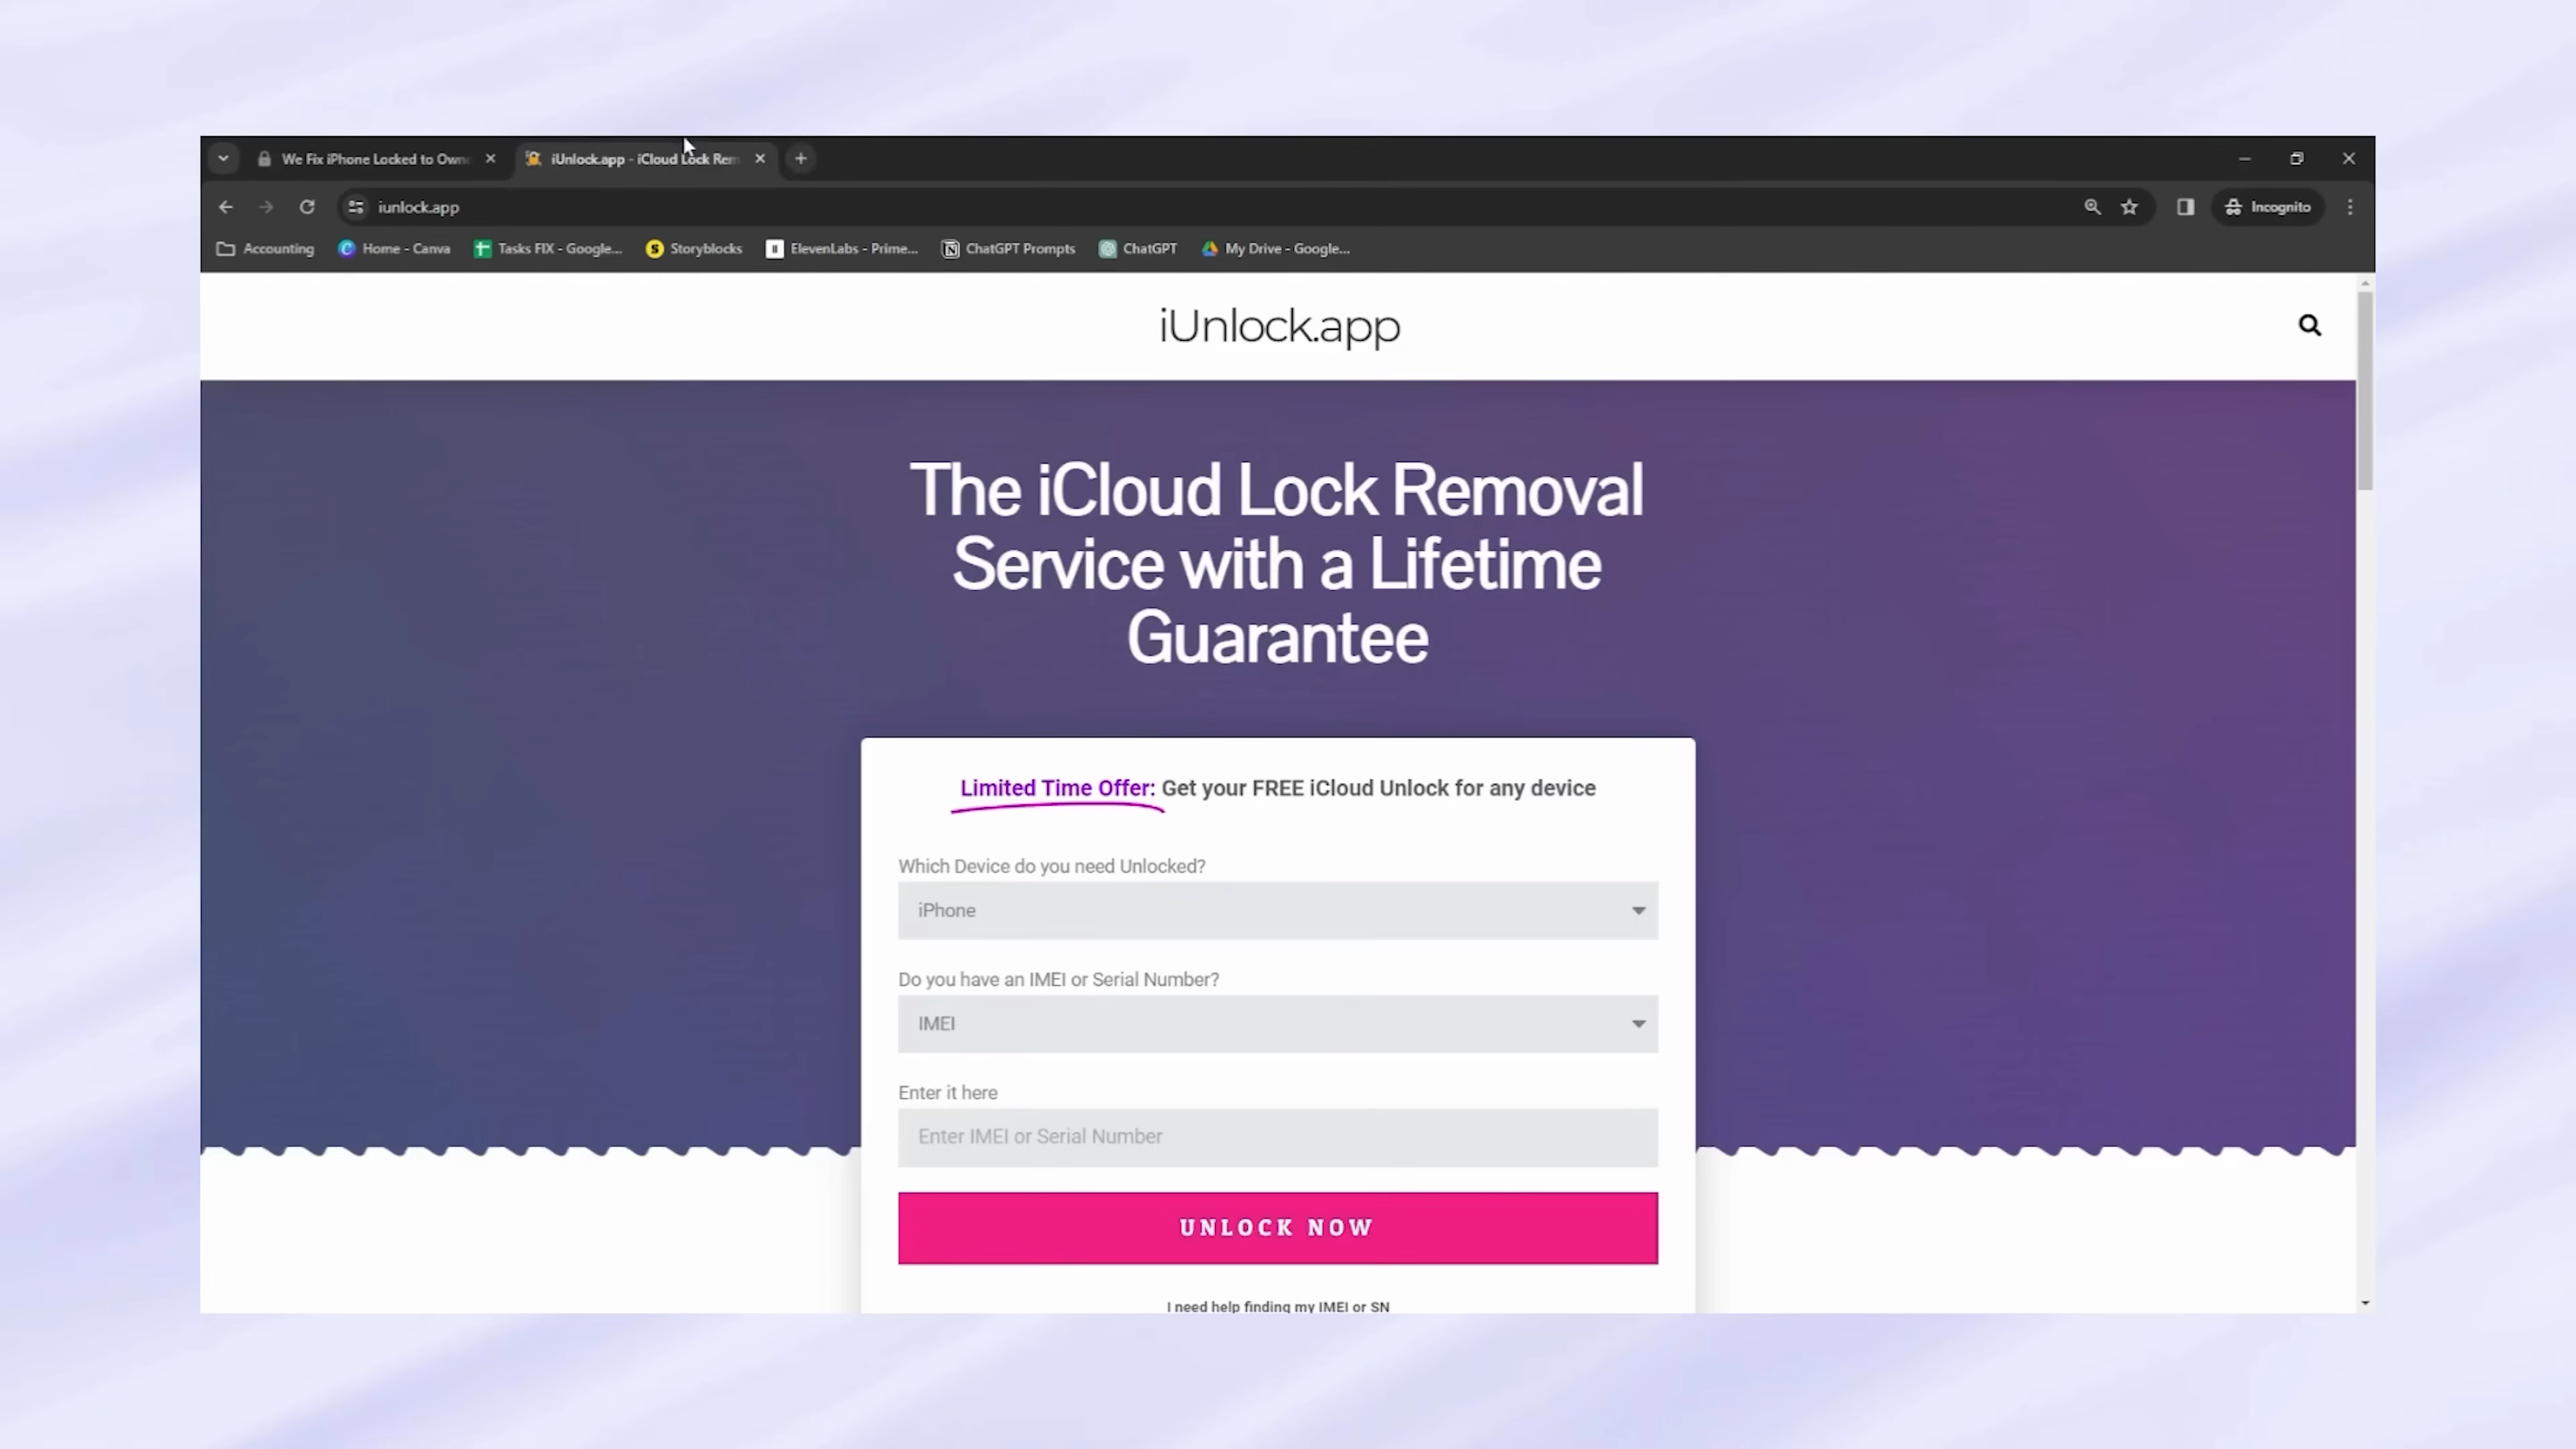 We Fix iPhone Locked to Own
iUnlock.app - iCloud Lock Rem
iunlock.app
Incognito
Accounting
Home - Canva
Tasks FIX - Google...
Storyblocks
ElevenLabs - Prime...
ChatGPT Prompts
ChatGPT
My Drive - Google...
iUnlock.app
The iCloud Lock Removal
Service with a Lifetime
Guarantee
Limited Time Offer: Get your FREE iCloud Unlock for any device
Which Device do you need Unlocked?
iPhone
Do you have an IMEI or Serial Number?
IMEI
Enter it here
Enter IMEI or Serial Number
UNLOCK NOW
I need help finding my IMEI or SN